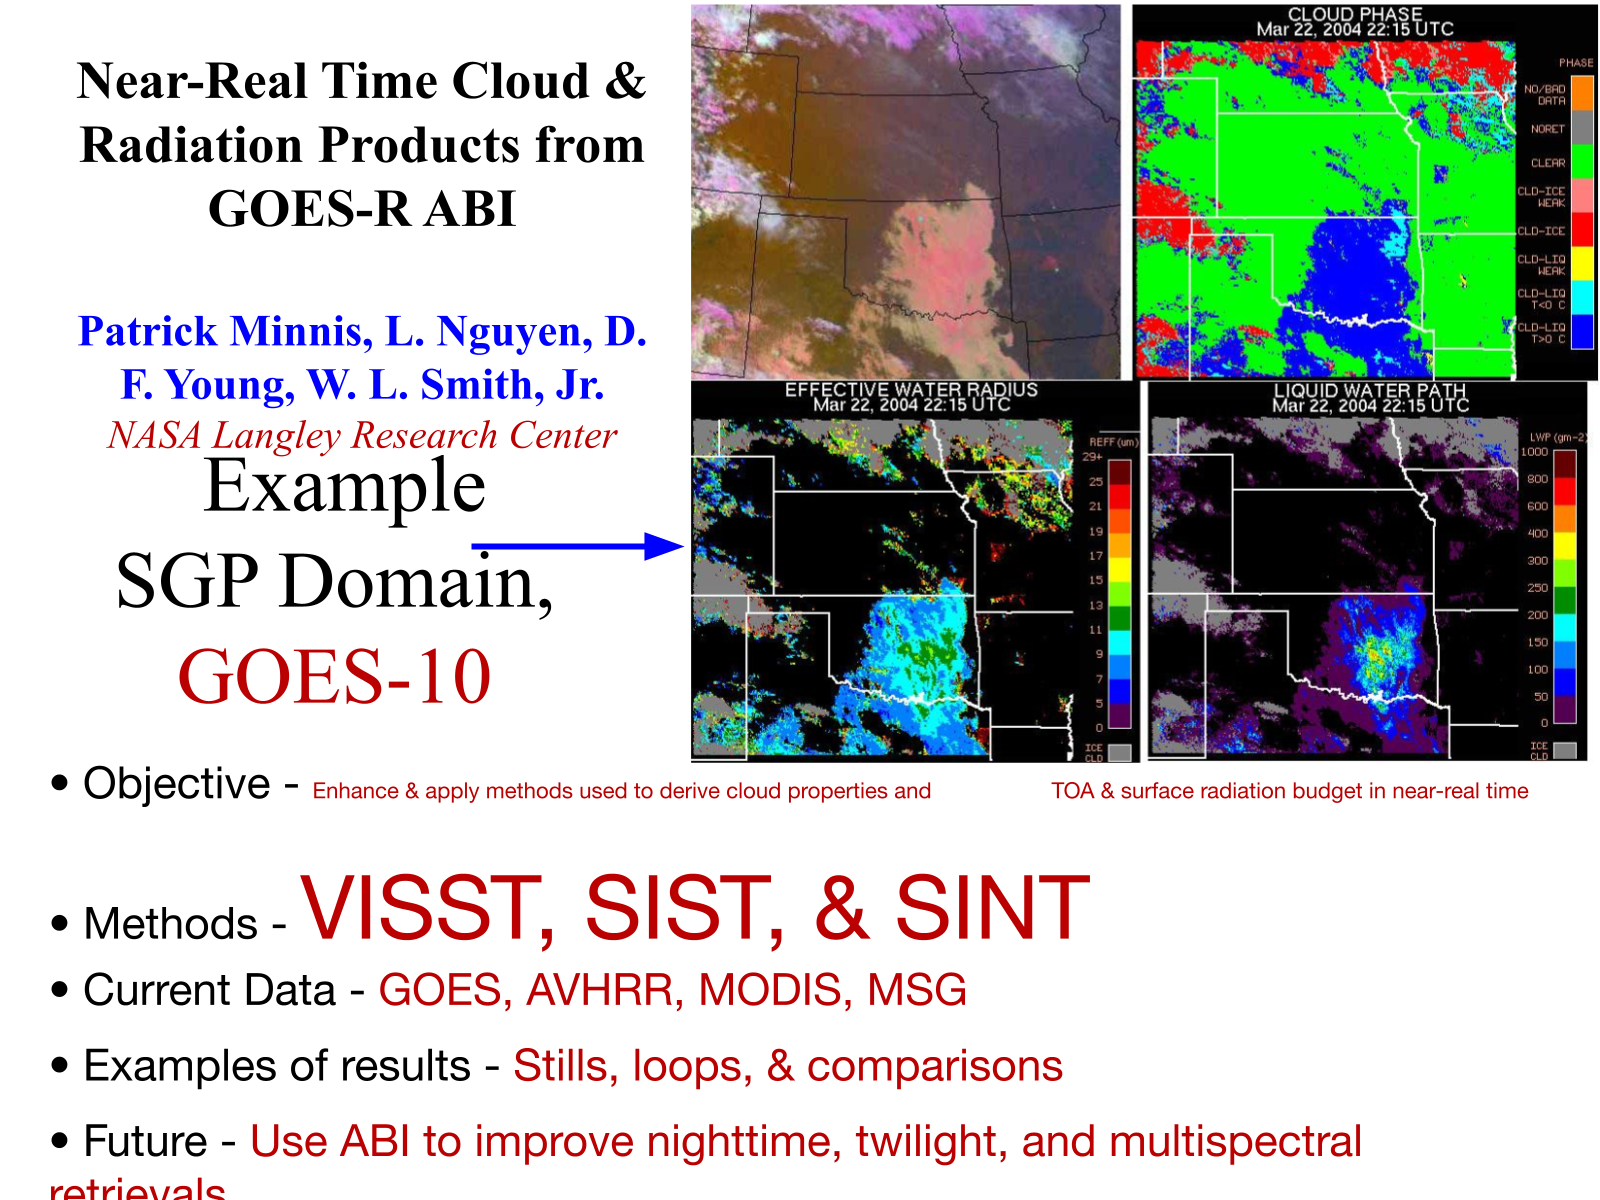 Near-Real Time Cloud &
Radiation Products from
GOES-R ABI
Patrick Minnis, L. Nguyen, D.
F. Young, W. L. Smith, Jr.
NASA Langley Research Center
Example
SGP Domain,
GOES-10
CLOUD PHASE
Mar 22, 2004 22:15 UTC
PHASE
NO/BAD
DATA
NORET
CLEAR
CLD-ICE
WEAK
CLD-ICE
CLD-LIQ
WEAK
CLD-LIQ
T<0 C
CLD-LIQ
T>0 C
EFFECTIVE WATER RADIUS
Mar 22, 2004 22:15 UTC
REFF (um)
29+
25
21
19
17
15
13
11
9
7
5
0
ICE
CLD
LIQUID WATER PATH
Mar 22, 2004 22:15 UTC
LWP (gm-2)
1000
800
600
400
300
250
200
150
100
50
0
ICE
CLD
• Objective - Enhance & apply methods used to derive cloud properties and TOA & surface radiation budget in near-real time
• Methods - VISST, SIST, & SINT
• Current Data - GOES, AVHRR, MODIS, MSG
• Examples of results - Stills, loops, & comparisons
• Future - Use ABI to improve nighttime, twilight, and multispectral
retrievals